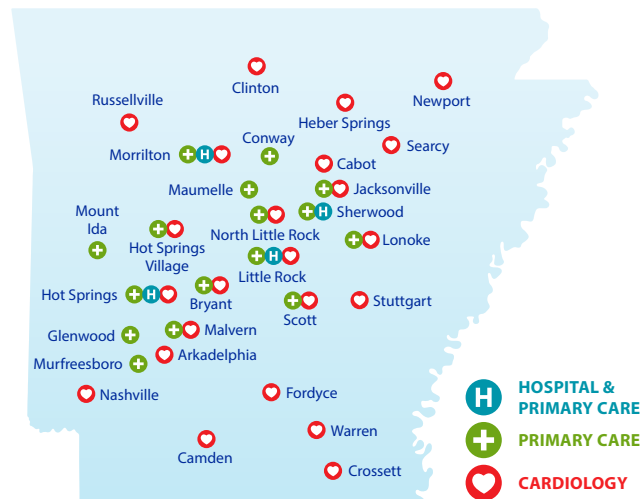 Clinton
Newport
Russellville
Heber Springs
Conway
Searcy
Morrilton
Cabot
Maumelle
Jacksonville
Mount
Ida
Sherwood
North Little Rock
Hot Springs
Village
Lonoke
Little Rock
Hot Springs
H
H
H
H
Bryant
Stuttgart
Scott
Glenwood
Malvern
Arkadelphia
Murfreesboro
Nashville
Fordyce
Warren
Camden
Crossett
H
HOSPITAL &
PRIMARY CARE
PRIMARY CARE
CARDIOLOGY